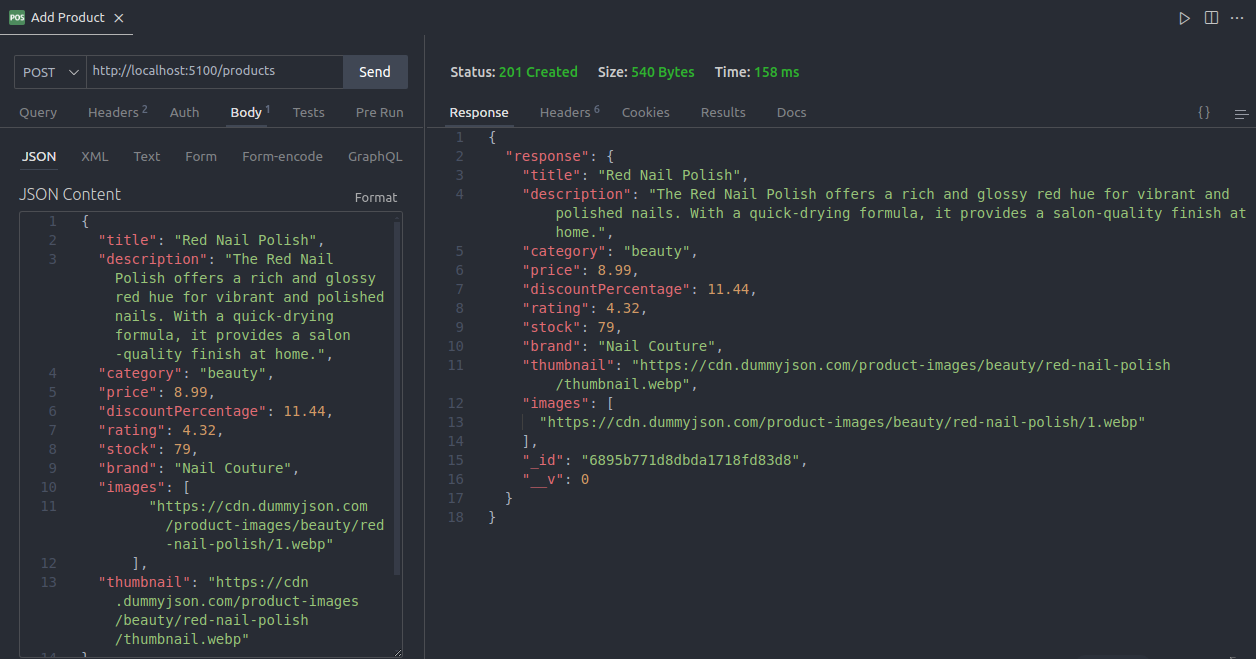 POS Add Product ×
POST http://localhost:5100/products Send
Query Headers 2 Auth Body 1 Tests Pre Run
JSON XML Text Form Form-encode GraphQL
JSON Content
Format
1 {
2 "title": "Red Nail Polish",
3 "description": "The Red Nail
Polish offers a rich and glossy
red hue for vibrant and polished
nails. With a quick-drying
formula, it provides a salon
-quality finish at home.",
4 "category": "beauty",
5 "price": 8.99,
6 "discountPercentage": 11.44,
7 "rating": 4.32,
8 "stock": 79,
9 "brand": "Nail Couture",
10 "images": [
11 "https://cdn.dummyjson.com
/product-images/beauty/red
-nail-polish/1.webp"
12 ],
13 "thumbnail": "https://cdn
.dummyjson.com/product-images
/beauty/red-nail-polish
/thumbnail.webp"
14 }
Status: 201 Created Size: 540 Bytes Time: 158 ms
Response Headers 6 Cookies Results Docs {}
1 {
2 "response": {
3 "title": "Red Nail Polish",
4 "description": "The Red Nail Polish offers a rich and glossy red hue for vibrant and
polished nails. With a quick-drying formula, it provides a salon-quality finish at
home.",
5 "category": "beauty",
6 "price": 8.99,
7 "discountPercentage": 11.44,
8 "rating": 4.32,
9 "stock": 79,
10 "brand": "Nail Couture",
11 "thumbnail": "https://cdn.dummyjson.com/product-images/beauty/red-nail-polish
/thumbnail.webp",
12 "images": [
13 "https://cdn.dummyjson.com/product-images/beauty/red-nail-polish/1.webp"
14 ],
15 "_id": "6895b771d8dbda1718fd83d8",
16 "__v": 0
17 }
18 }